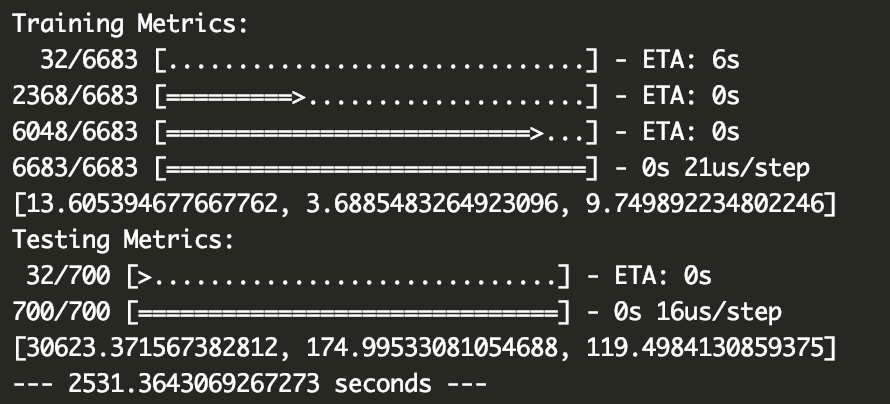 Training Metrics:
32/6683 [..............................] - ETA: 6s
2368/6683 [=========>....................] - ETA: 0s
6048/6683 [==========================>...] - ETA: 0s
6683/6683 [==============================] - 0s 21us/step
[13.605394677667762, 3.6885483264923096, 9.749892234802246]
Testing Metrics:
32/700 [>.............................] - ETA: 0s
700/700 [==============================] - 0s 16us/step
[30623.371567382812, 174.99533081054688, 119.4984130859375]
--- 2531.3643069267273 seconds ---